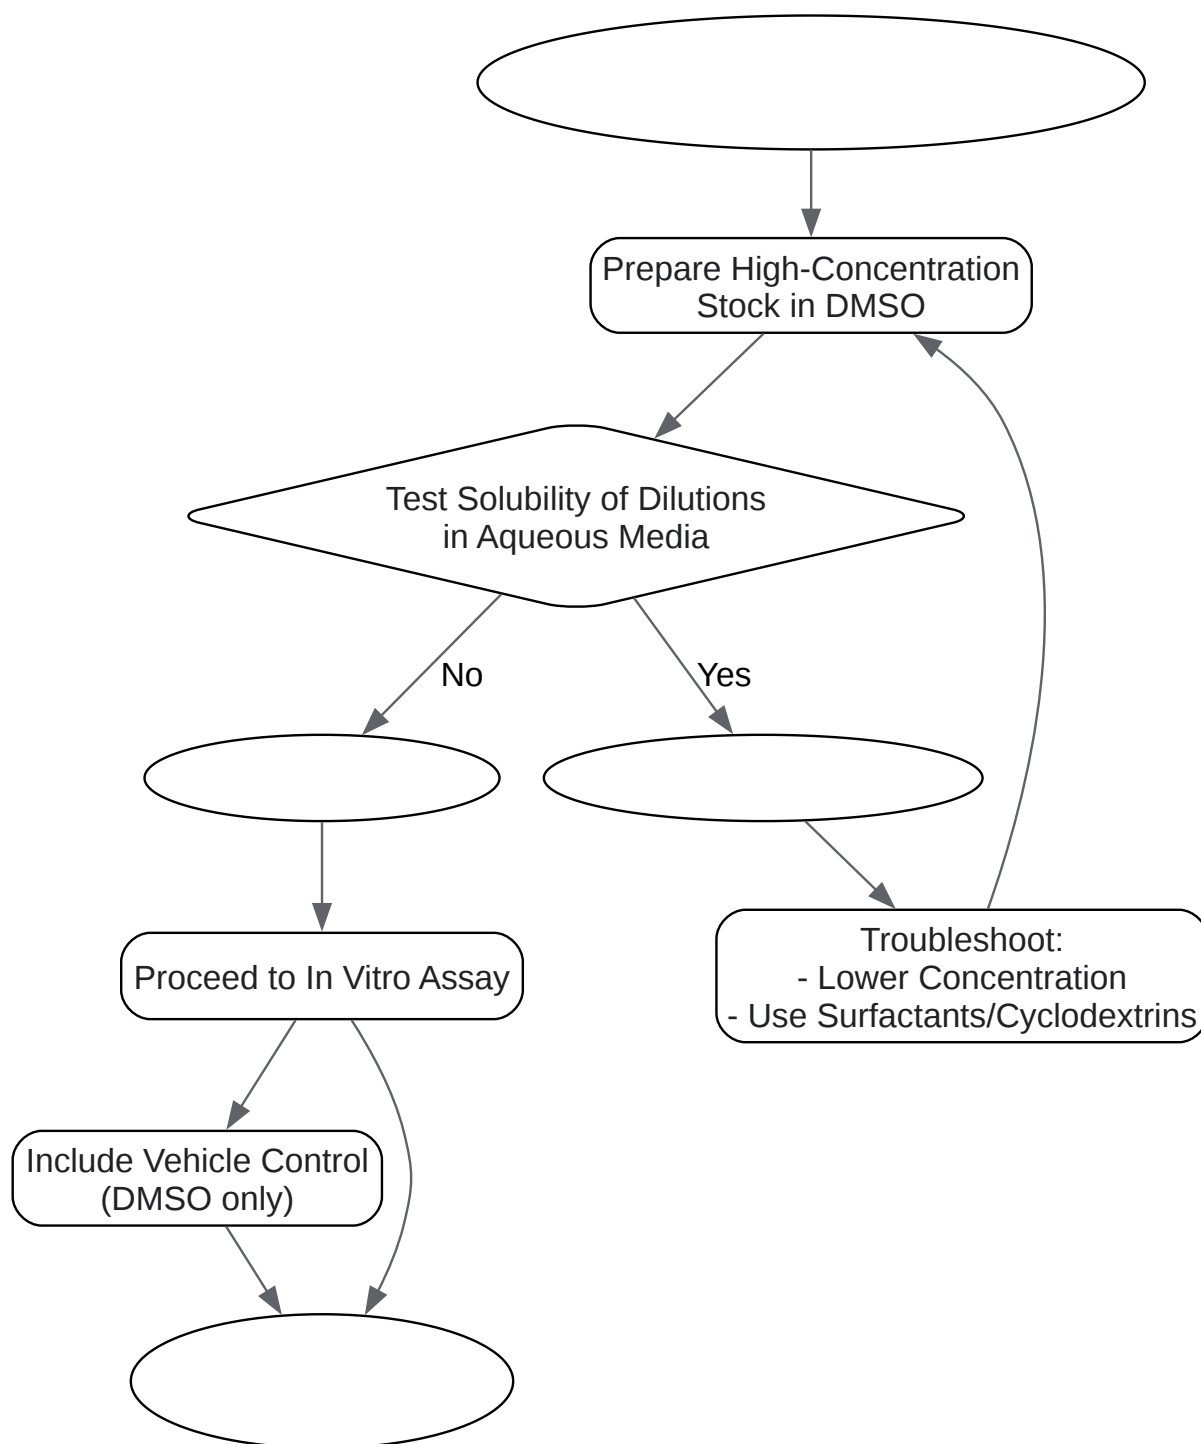 Prepare High-Concentration
Stock in DMSO
Test Solubility of Dilutions
in Aqueous Media
No
Yes
Proceed to In Vitro Assay
Troubleshoot:
- Lower Concentration
- Use Surfactants/Cyclodextrins
Include Vehicle Control
(DMSO only)